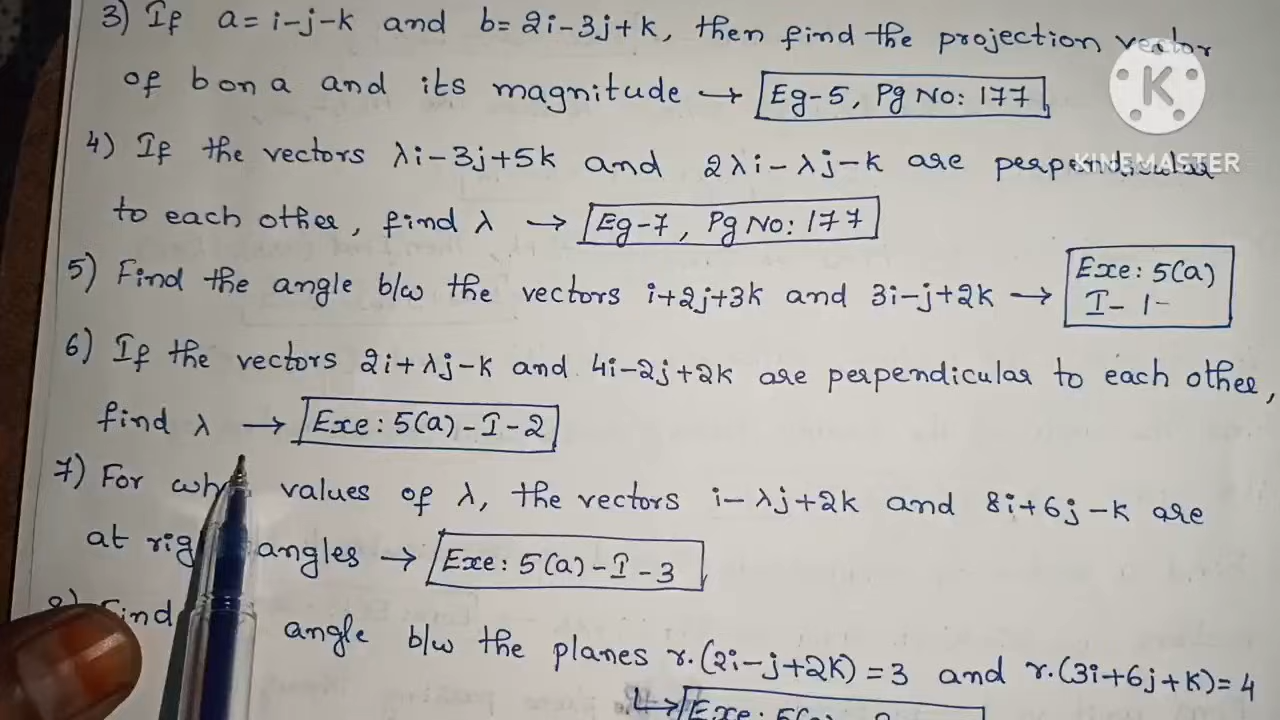 3) If a = i-j-k and b = 2i-3j+k, then find the projection vector
of b on a and its magnitude → Eg-5, Pg No: 177
K
KINEMASTER
4) If the vectors λi-3j+5k and 2λi-λj-k are perpendicular
to each other, find λ → Eg-7, Pg No: 177
5) Find the angle b/w the vectors i+2j+3k and 3i-j+2k → Exe: 5(a)
I-1-
6) If the vectors 2i+λj-k and 4i-2j+2k are perpendicular to each other,
find λ → Exe: 5(a)-I-2
7) For values of λ, the vectors i-λj+2k and 8i+6j-k are
at angles → Exe: 5(a)-I-3
8) Find angle b/w the planes r.(2i-j+2k)=3 and r.(3i+6j+k)=4
Exe: 5(a)